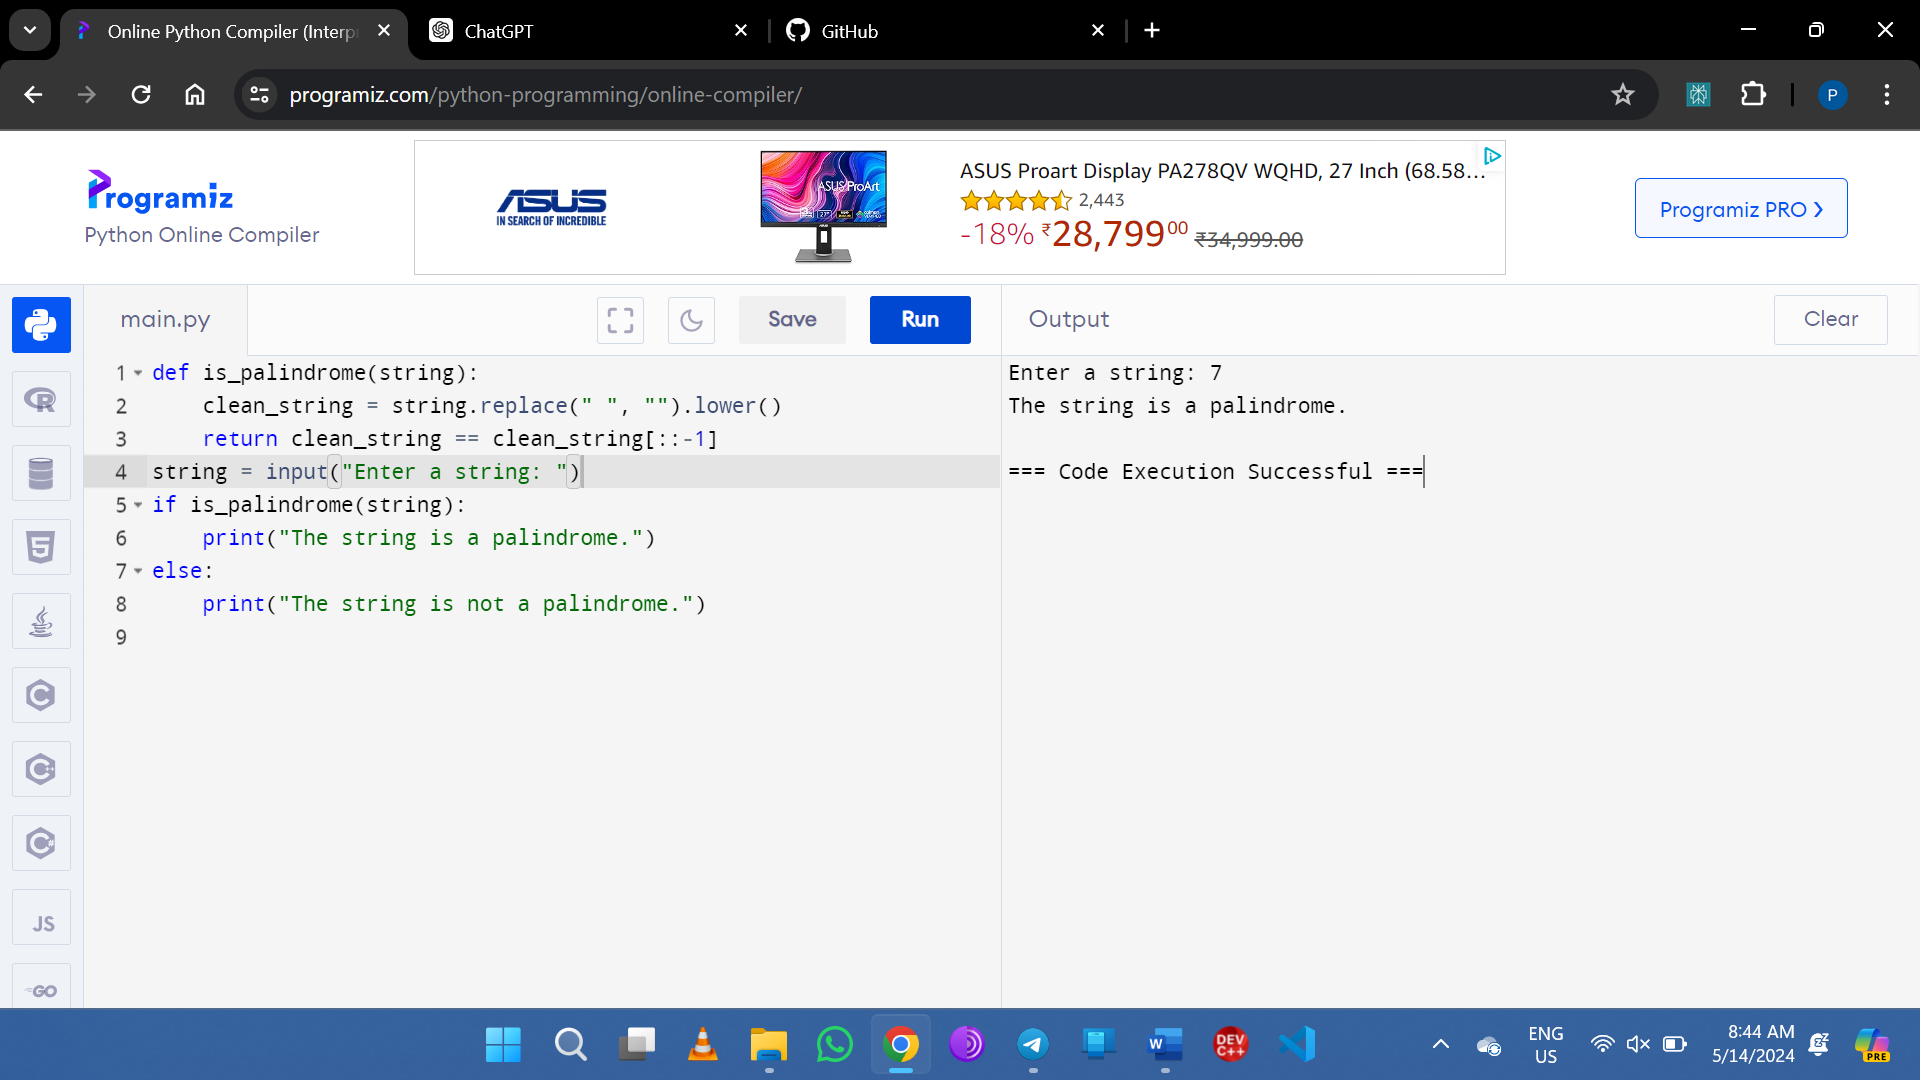 Online Python Compiler (Interp
ChatGPT
GitHub
programiz.com/python-programming/online-compiler/
P
Programiz
Python Online Compiler
ASUS
IN SEARCH OF INCREDIBLE
ASUS ProArt
ASUS Proart Display PA278QV WQHD, 27 Inch (68.58...
2,443
-18% ₹28,79900 ₹34,999.00
Programiz PRO
main.py
Save
Run
Output
Clear
1 def is_palindrome(string):
2 clean_string = string.replace(" ", "").lower()
3 return clean_string == clean_string[::-1]
4 string = input("Enter a string: ")
5 if is_palindrome(string):
6 print("The string is a palindrome.")
7 else:
8 print("The string is not a palindrome.")
9
Enter a string: 7
The string is a palindrome.
=== Code Execution Successful ===
R
5
C
C++
C#
JS
GO
W
DEV
C++
ENG
US
8:44 AM
5/14/2024
PRE